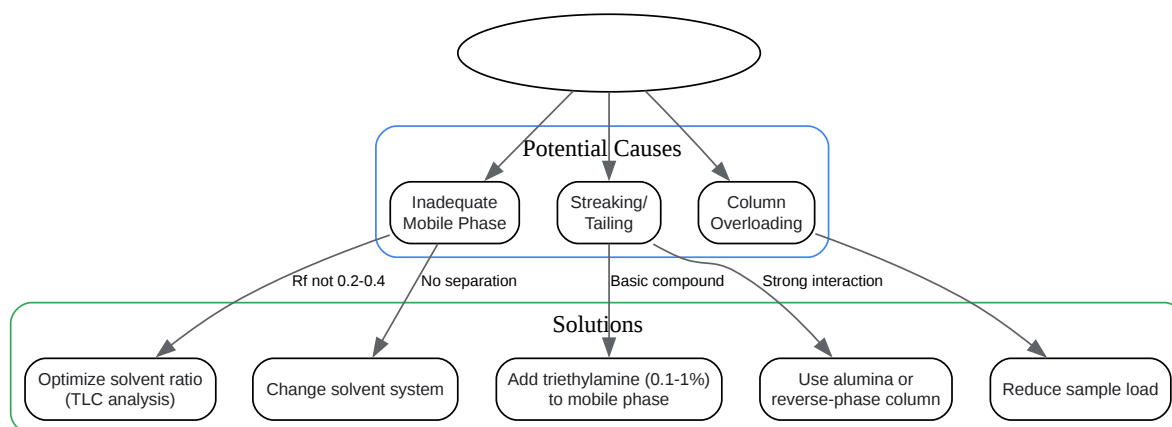 Potential Causes
Inadequate
Mobile Phase
Streaking/
Tailing
Column
Overloading
Rf not 0.2-0.4
No separation
Basic compound
Strong interaction
Solutions
Optimize solvent ratio
(TLC analysis)
Change solvent system
Add triethylamine (0.1-1%)
to mobile phase
Use alumina or
reverse-phase column
Reduce sample load